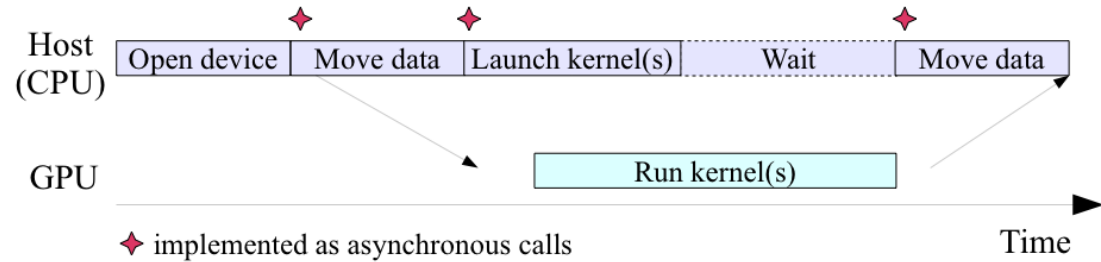 Host
(CPU)
Open device
Move data
Launch kernel(s)
Wait
Move data
GPU
Run kernel(s)
implemented as asynchronous calls
Time